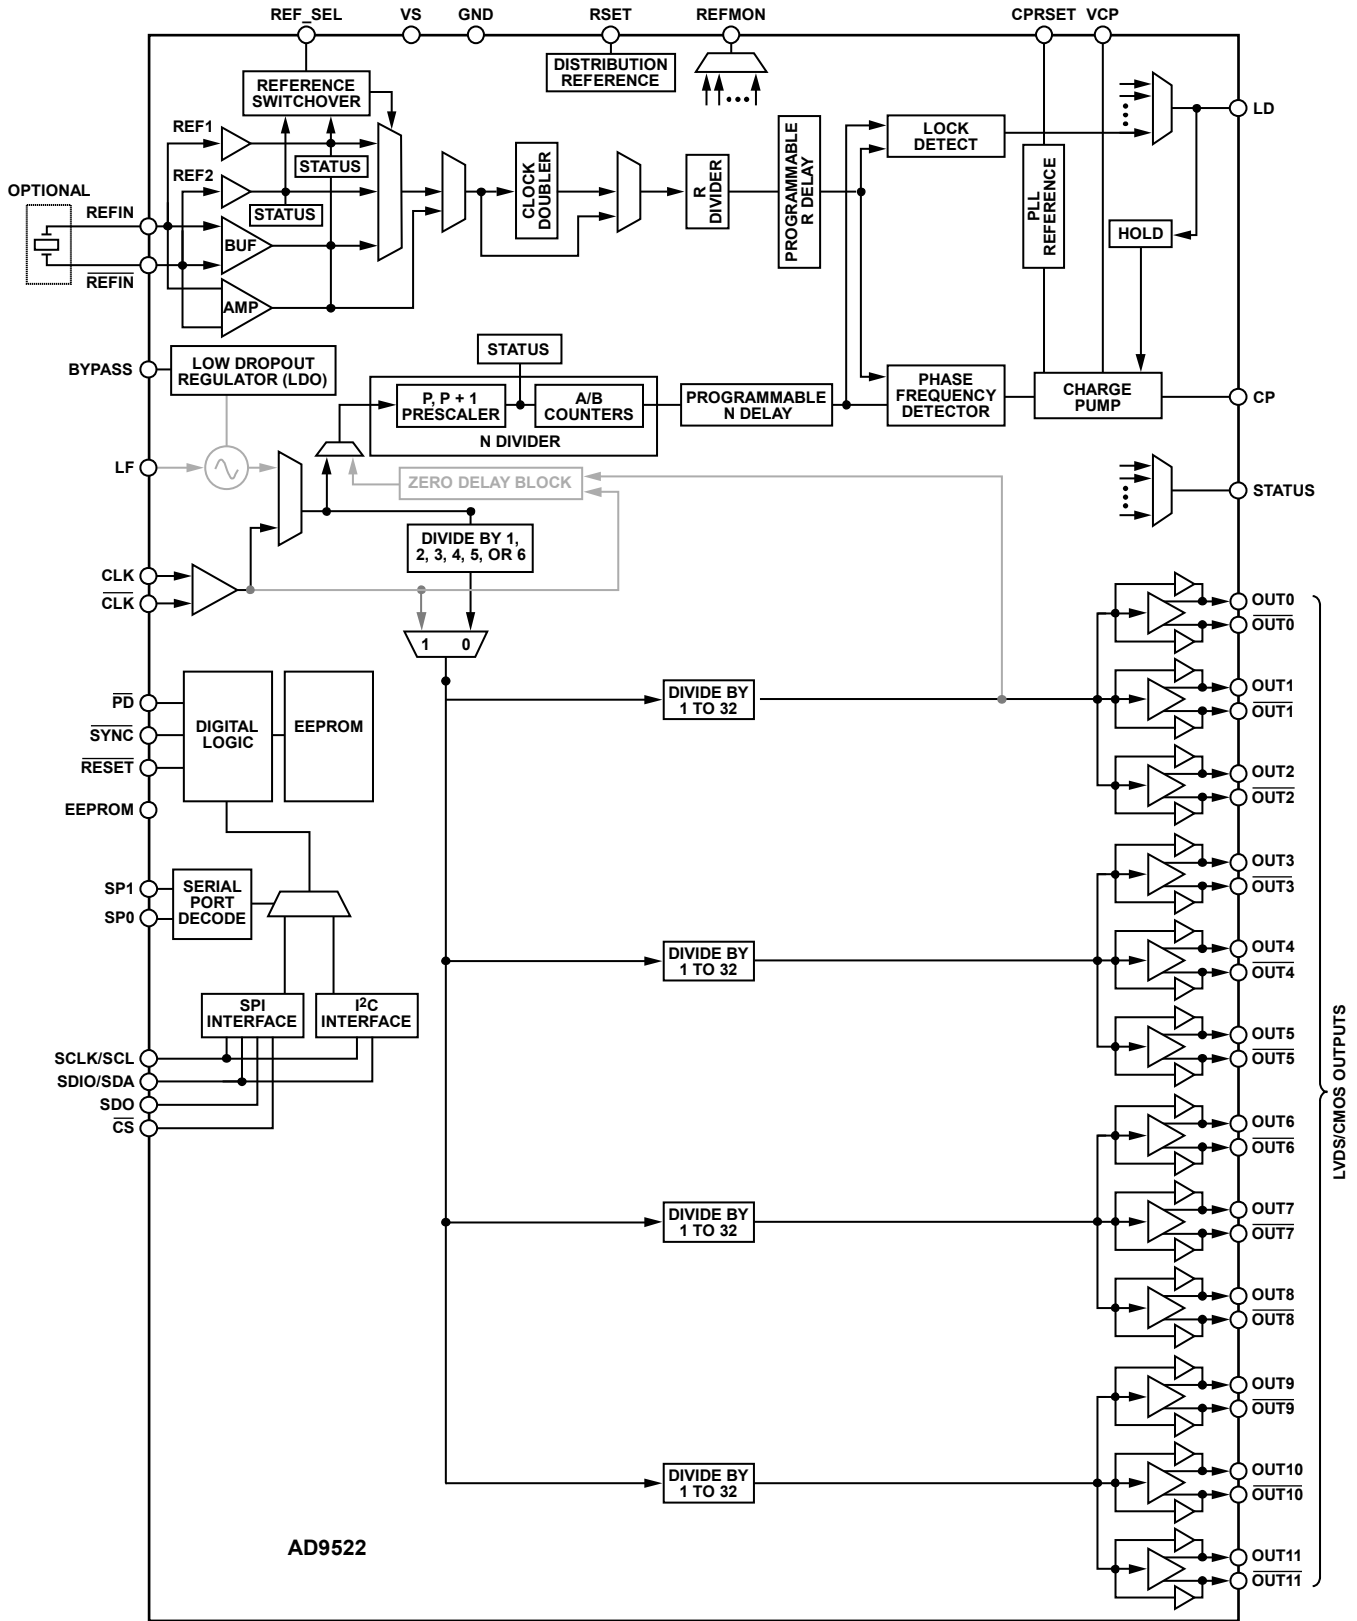 REF_SEL VS GND RSET REFMON CPRSET VCP
DISTRIBUTION
REFERENCE
REFERENCE
SWITCHOVER
REF1
STATUS
REF2
STATUS
OPTIONAL
REFIN
BUF
REFIN
AMP
CLOCK
DOUBLER
R
DIVIDER
PROGRAMMABLE
R DELAY
LOCK
DETECT
LD
PLL
REFERENCE
HOLD
BYPASS
LOW DROPOUT
REGULATOR (LDO)
STATUS
P, P + 1
PRESCALER
A/B
COUNTERS
N DIVIDER
PROGRAMMABLE
N DELAY
PHASE
FREQUENCY
DETECTOR
CHARGE
PUMP
CP
LF
ZERO DELAY BLOCK
STATUS
DIVIDE BY 1,
2, 3, 4, 5, OR 6
CLK
CLK
1 0
OUT0
OUT0
PD
SYNC
RESET
EEPROM
DIGITAL
LOGIC
EEPROM
DIVIDE BY
1 TO 32
OUT1
OUT1
OUT2
OUT2
SP1
SP0
SERIAL
PORT
DECODE
OUT3
OUT3
DIVIDE BY
1 TO 32
OUT4
OUT4
SPI
INTERFACE
I2C
INTERFACE
OUT5
OUT5
SCLK/SCL
SDIO/SDA
SDO
CS
LVDS/CMOS OUTPUTS
OUT6
OUT6
DIVIDE BY
1 TO 32
OUT7
OUT7
OUT8
OUT8
OUT9
OUT9
DIVIDE BY
1 TO 32
OUT10
OUT10
AD9522
OUT11
OUT11